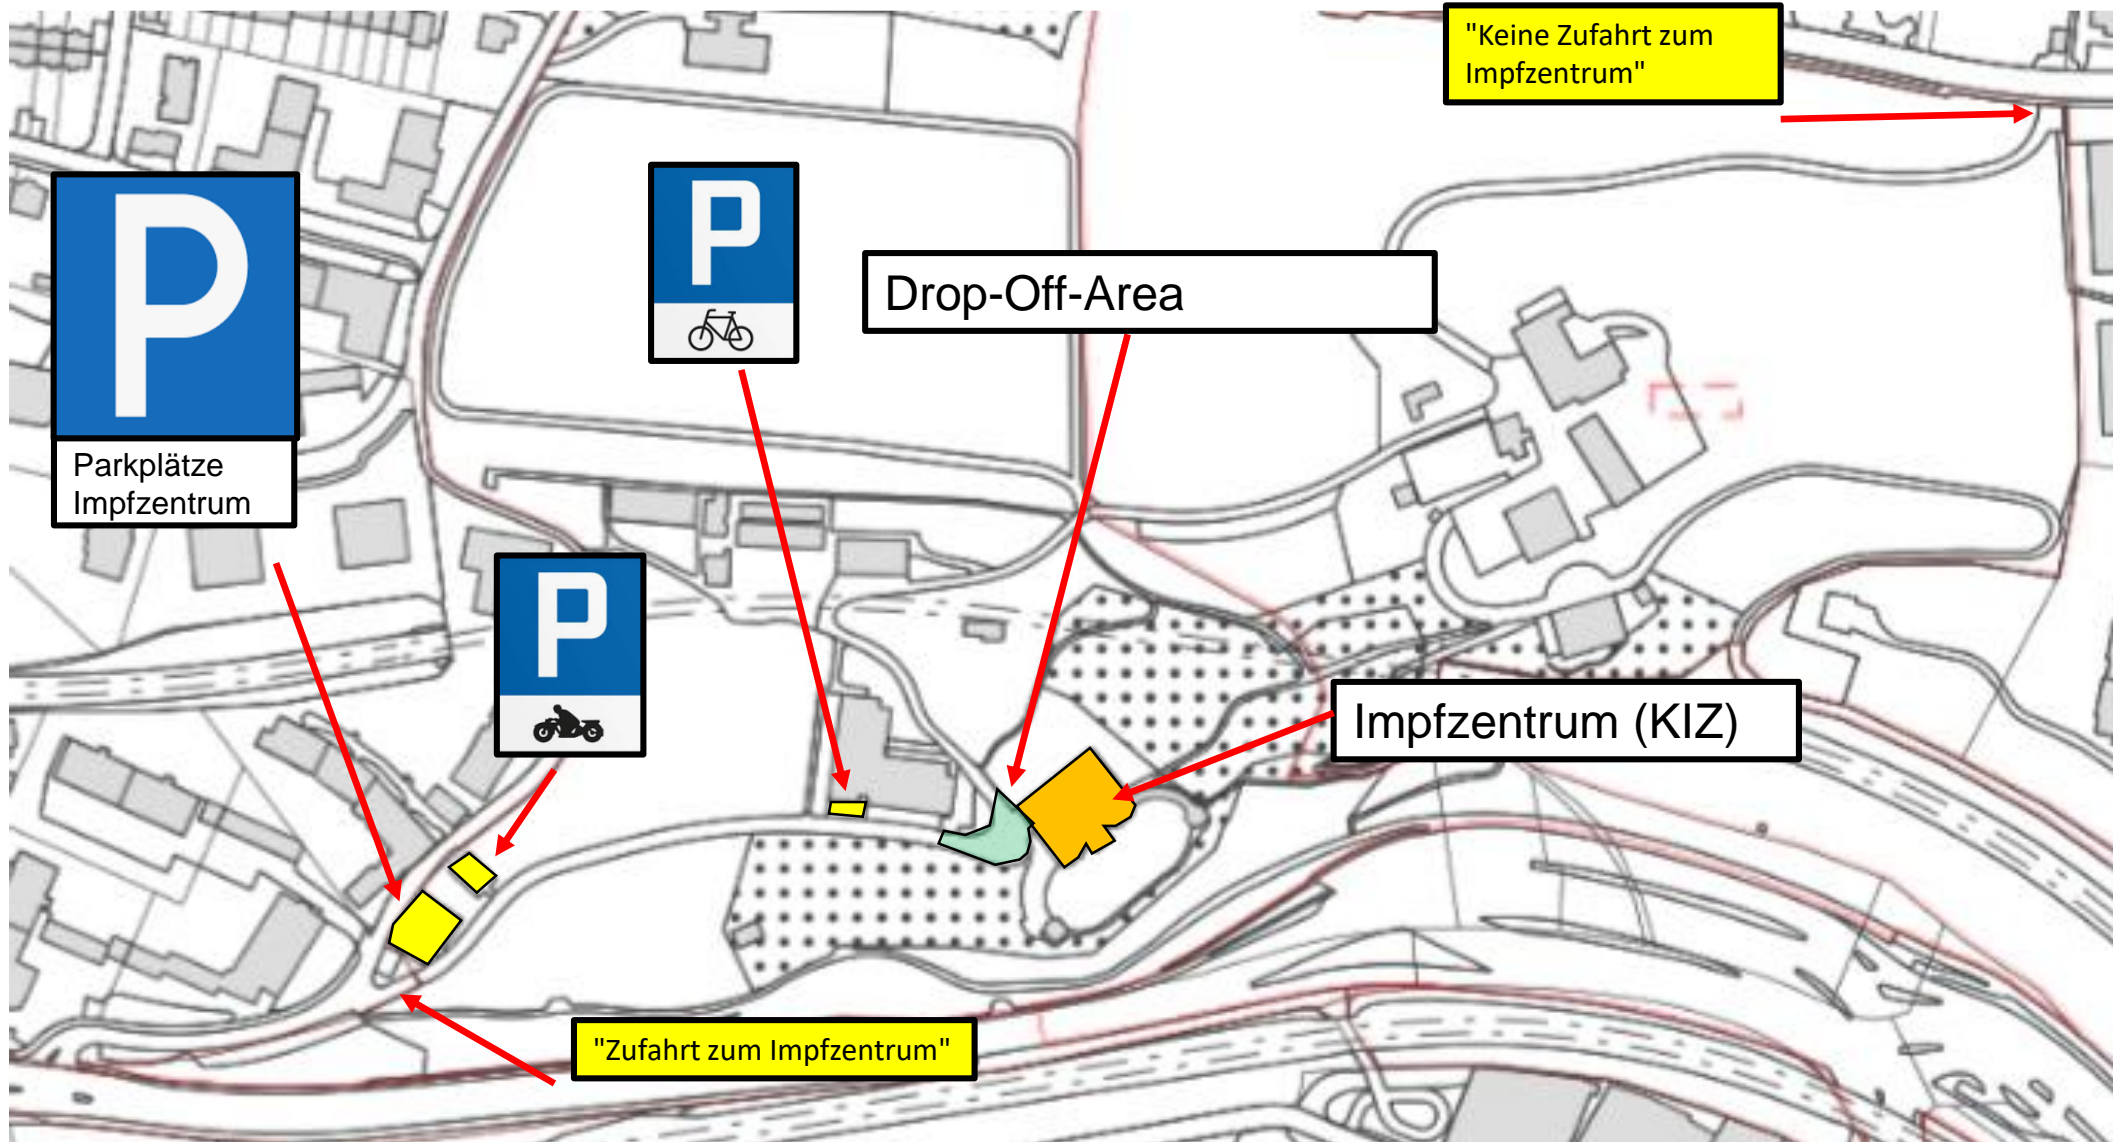 "Keine Zufahrt zum
Impfzentrum"
P
P
Drop-Off-Area
Parkplätze
Impfzentrum
P
Impfzentrum (KIZ)
"Zufahrt zum Impfzentrum"